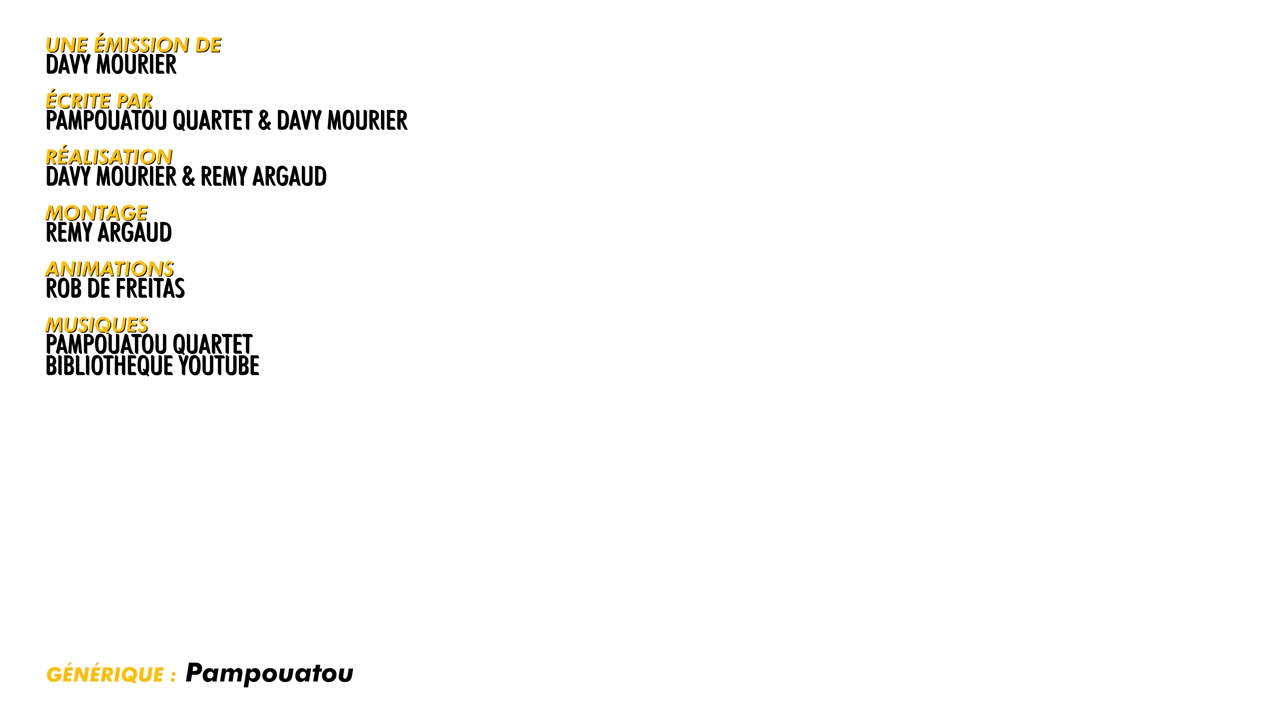 UNE ÉMISSION DE
DAVY MOURIER
ÉCRITE PAR
PAMPOUATOU QUARTET & DAVY MOURIER
RÉALISATION
DAVY MOURIER & REMY ARGAUD
MONTAGE
REMY ARGAUD
ANIMATIONS
ROB DE FREITAS
MUSIQUES
PAMPOUATOU QUARTET
BIBLIOTHÈQUE YOUTUBE
GÉNÉRIQUE : Pampouatou